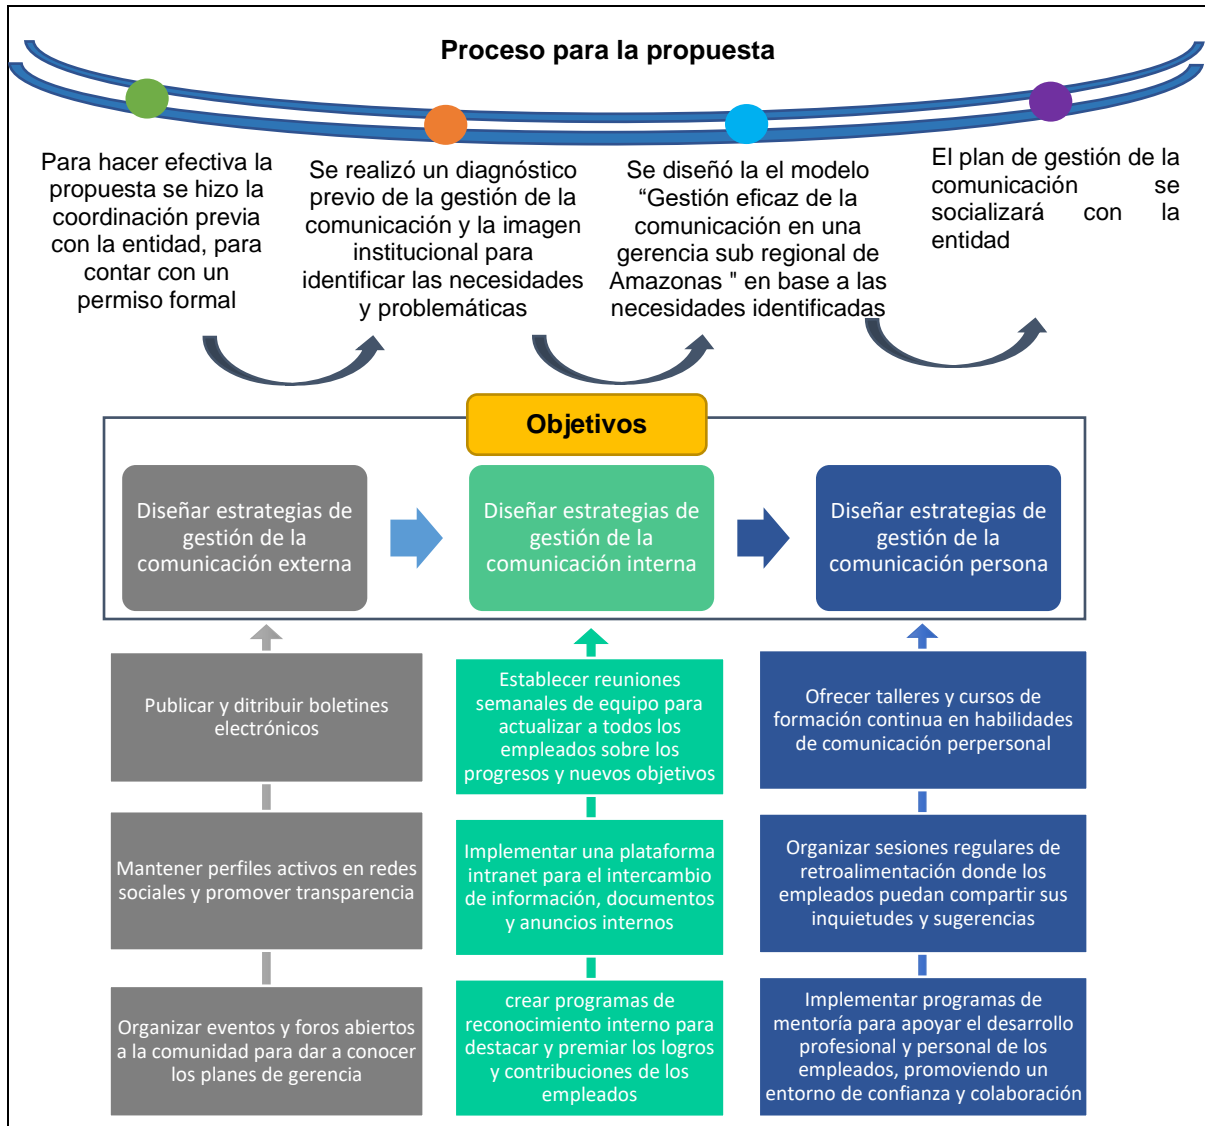 Proceso para la propuesta
Para hacer efectiva la
propuesta se hizo la
coordinación previa
con la entidad, para
contar con un
permiso formal
Se realizó un diagnóstico
previo de la gestión de la
comunicación y la imagen
institucional para
identificar las necesidades
y problemáticas
Se diseñó la el modelo
“Gestión eficaz de la
comunicación en una
gerencia sub regional de
Amazonas " en base a las
necesidades identificadas
El plan de gestión de la
comunicación se
socializará con la
entidad
Objetivos
Diseñar estrategias de
gestión de la
comunicación externa
Diseñar estrategias de
gestión de la
comunicación interna
Diseñar estrategias de
gestión de la
comunicación persona
Publicar y ditribuir boletines
electrónicos
Mantener perfiles activos en redes
sociales y promover transparencia
Organizar eventos y foros abiertos
a la comunidad para dar a conocer
los planes de gerencia
Establecer reuniones
semanales de equipo para
actualizar a todos los
empleados sobre los
progresos y nuevos objetivos
Implementar una plataforma
intranet para el intercambio
de información, documentos
y anuncios internos
crear programas de
reconocimiento interno para
destacar y premiar los logros
y contribuciones de los
empleados
Ofrecer talleres y cursos de
formación continua en habilidades
de comunicación perpersonal
Organizar sesiones regulares de
retroalimentación donde los
empleados puedan compartir sus
inquietudes y sugerencias
Implementar programas de
mentoría para apoyar el desarrollo
profesional y personal de los
empleados, promoviendo un
entorno de confianza y colaboración